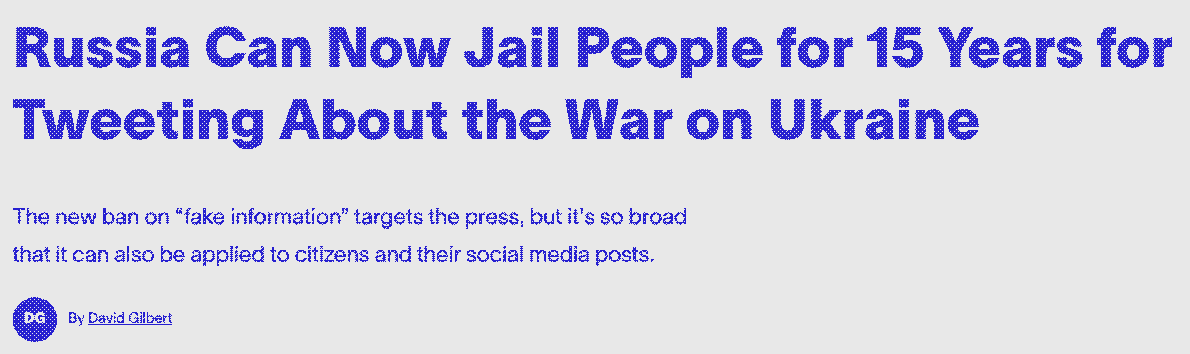 Russia Can Now Jail People for 15 Years for
Tweeting About the War on Ukraine
The new ban on “fake information” targets the press, but it’s so broad
that it can also be applied to citizens and their social media posts.
DG By David Gilbert